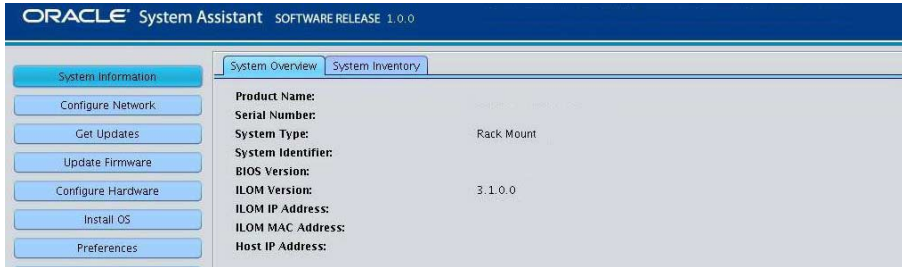 ORACLE® System Assistant SOFTWARE RELEASE 1.0.0
System Overview System Inventory
System Information
Configure Network
Get Updates
Update Firmware
Configure Hardware
Install OS
Preferences
Product Name:
Serial Number:
System Type: Rack Mount
System Identifier:
BIOS Version:
ILOM Version: 3.1.0.0
ILOM IP Address:
ILOM MAC Address:
Host IP Address: